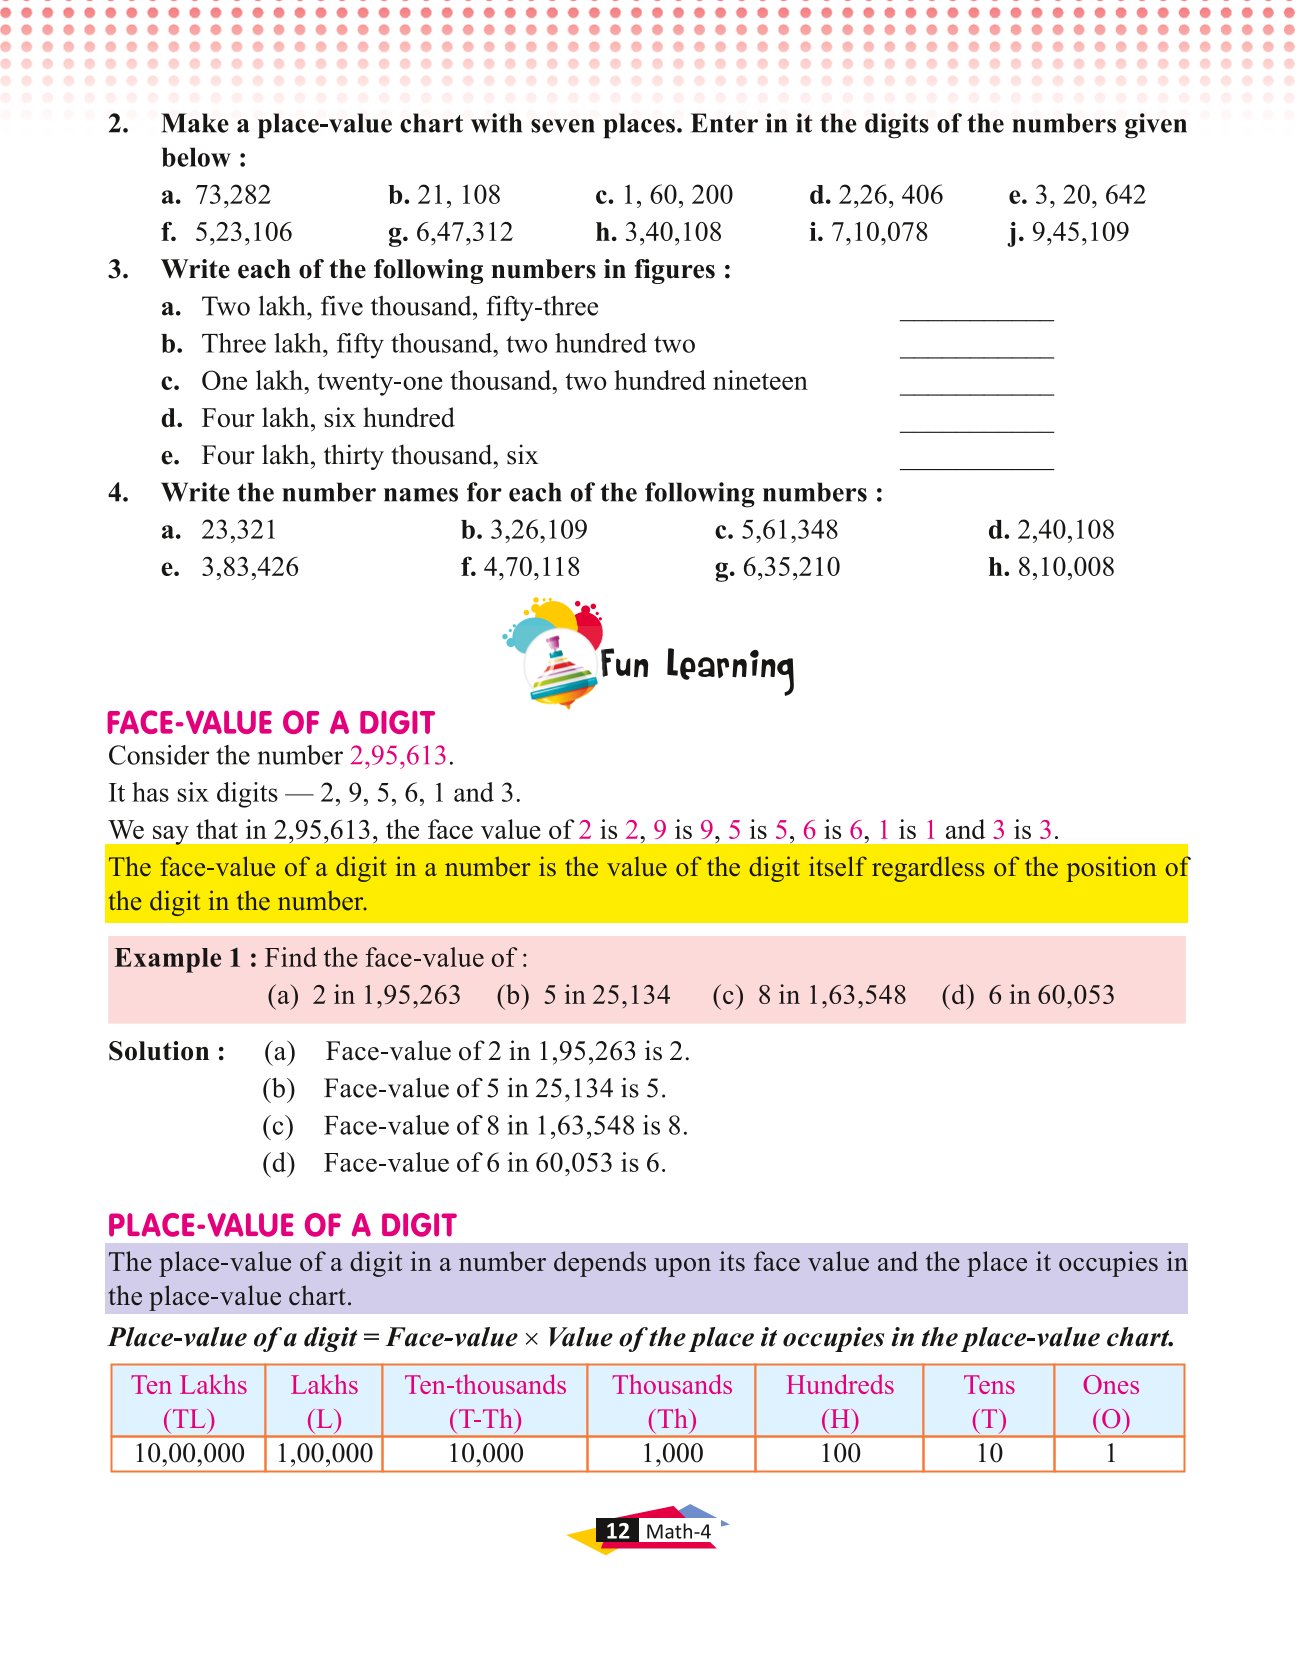 2. Make a place-value chart with seven places. Enter in it the digits of the numbers given
below :
a. 73,282 b. 21, 108 c. 1, 60, 200 d. 2,26, 406 e. 3, 20, 642
f. 5,23,106 g. 6,47,312 h. 3,40,108 i. 7,10,078 j. 9,45,109
3. Write each of the following numbers in figures :
a. Two lakh, five thousand, fifty-three ___________
b. Three lakh, fifty thousand, two hundred two ___________
c. One lakh, twenty-one thousand, two hundred nineteen ___________
d. Four lakh, six hundred ___________
e. Four lakh, thirty thousand, six ___________
4. Write the number names for each of the following numbers :
a. 23,321 b. 3,26,109 c. 5,61,348 d. 2,40,108
e. 3,83,426 f. 4,70,118 g. 6,35,210 h. 8,10,008
Fun Learning
FACE-VALUE OF A DIGIT
Consider the number 2,95,613.
It has six digits — 2, 9, 5, 6, 1 and 3.
We say that in 2,95,613, the face value of 2 is 2, 9 is 9, 5 is 5, 6 is 6, 1 is 1 and 3 is 3.
The face-value of a digit in a number is the value of the digit itself regardless of the position of
the digit in the number.
Example 1 : Find the face-value of :
(a) 2 in 1,95,263 (b) 5 in 25,134 (c) 8 in 1,63,548 (d) 6 in 60,053
Solution : (a) Face-value of 2 in 1,95,263 is 2.
(b) Face-value of 5 in 25,134 is 5.
(c) Face-value of 8 in 1,63,548 is 8.
(d) Face-value of 6 in 60,053 is 6.
PLACE-VALUE OF A DIGIT
The place-value of a digit in a number depends upon its face value and the place it occupies in
the place-value chart.
Place-value of a digit = Face-value × Value of the place it occupies in the place-value chart.
Ten Lakhs Lakhs Ten-thousands Thousands Hundreds Tens Ones
(TL) (L) (T-Th) (Th) (H) (T) (O)
10,00,000 1,00,000 10,000 1,000 100 10 1
12 Math-4